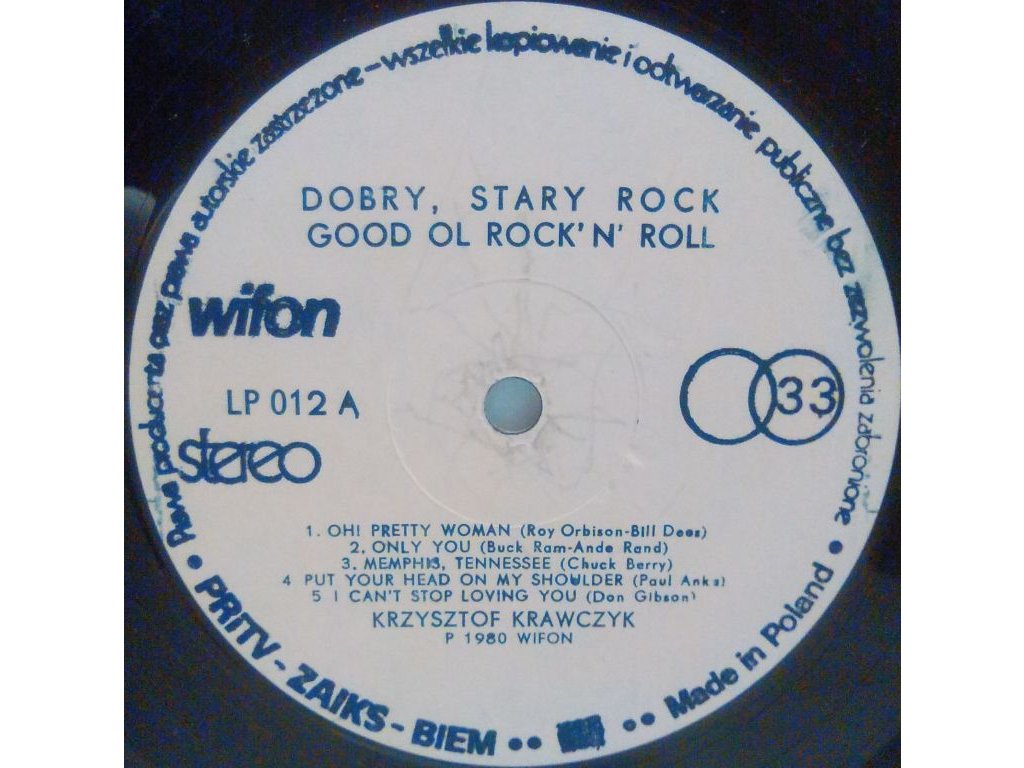 Prawa producenta oraz prawa autorskie zastrzeżone – wszelkie kopiowanie i odtwarzanie publiczne bez zezwolenia zabronione
DOBRY, STARY ROCK
GOOD OL ROCK'N' ROLL
wifon
LP 012 A
33
stereo
1. OH! PRETTY WOMAN (Roy Orbison-Bill Dees)
2. ONLY YOU (Buck Ram-Ande Rand)
3. MEMPHIS, TENNESSEE (Chuck Berry)
4 PUT YOUR HEAD ON MY SHOULDER (Paul Anka)
5 I CAN'T STOP LOVING YOU (Don Gibson)
KRZYSZTOF KRAWCZYK
P 1980 WIFON
• PRITV - ZAIKS - BIEM ••
•• Made in Poland •